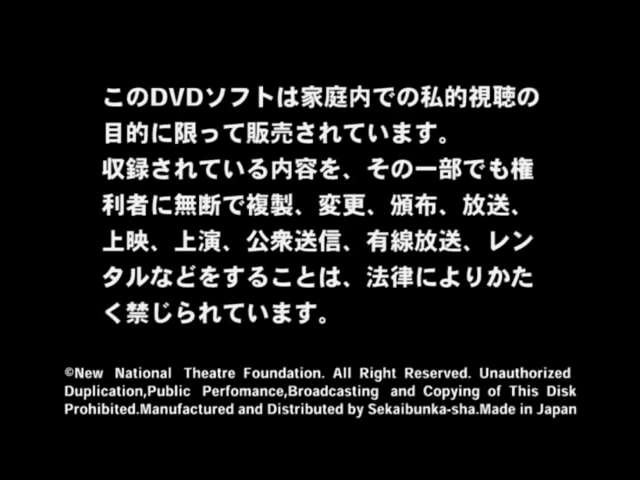 このDVDソフトは家庭内での私的視聴の
目的に限って販売されています。
収録されている内容を、その一部でも権
利者に無断で複製、変更、頒布、放送、
上映、上演、公衆送信、有線放送、レン
タルなどをすることは、法律によりかた
く禁じられています。
©New National Theatre Foundation. All Right Reserved. Unauthorized
Duplication,Public Perfomance,Broadcasting and Copying of This Disk
Prohibited.Manufactured and Distributed by Sekaibunka-sha.Made in Japan